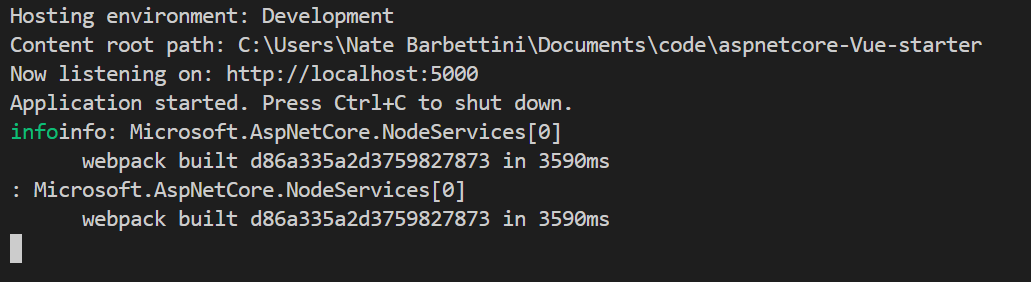 Hosting environment: Development
Content root path: C:\Users\Nate Barbettini\Documents\code\aspnetcore-Vue-starter
Now listening on: http://localhost:5000
Application started. Press Ctrl+C to shut down.
infoinfo: Microsoft.AspNetCore.NodeServices[0]
      webpack built d86a335a2d3759827873 in 3590ms
: Microsoft.AspNetCore.NodeServices[0]
      webpack built d86a335a2d3759827873 in 3590ms